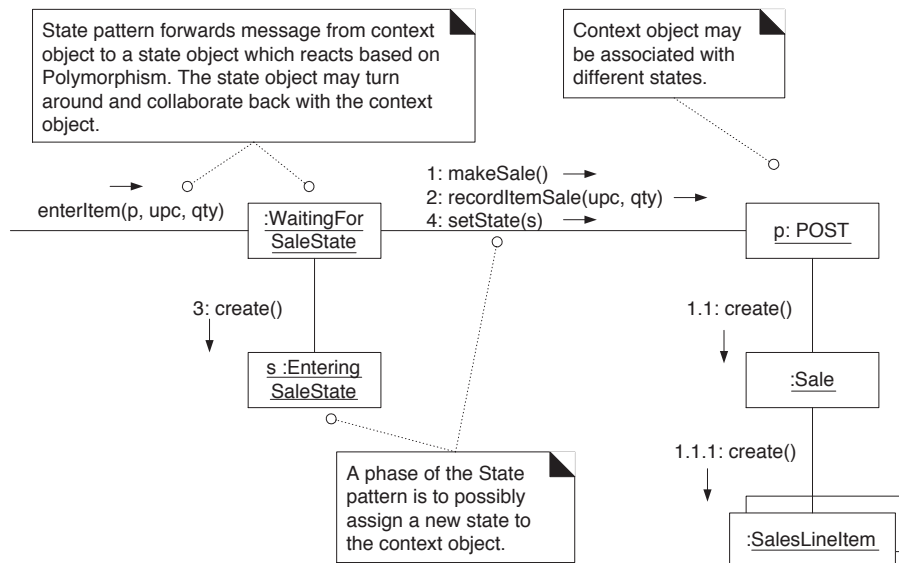 State pattern forwards message from context
object to a state object which reacts based on
Polymorphism. The state object may turn
around and collaborate back with the context
object.
Context object may
be associated with
different states.
enterItem(p, upc, qty)
:WaitingFor
SaleState
1: makeSale()
2: recordItemSale(upc, qty)
4: setState(s)
p: POST
3: create()
1.1: create()
s :Entering
SaleState
:Sale
A phase of the State
pattern is to possibly
assign a new state to
the context object.
1.1.1: create()
:SalesLineItem